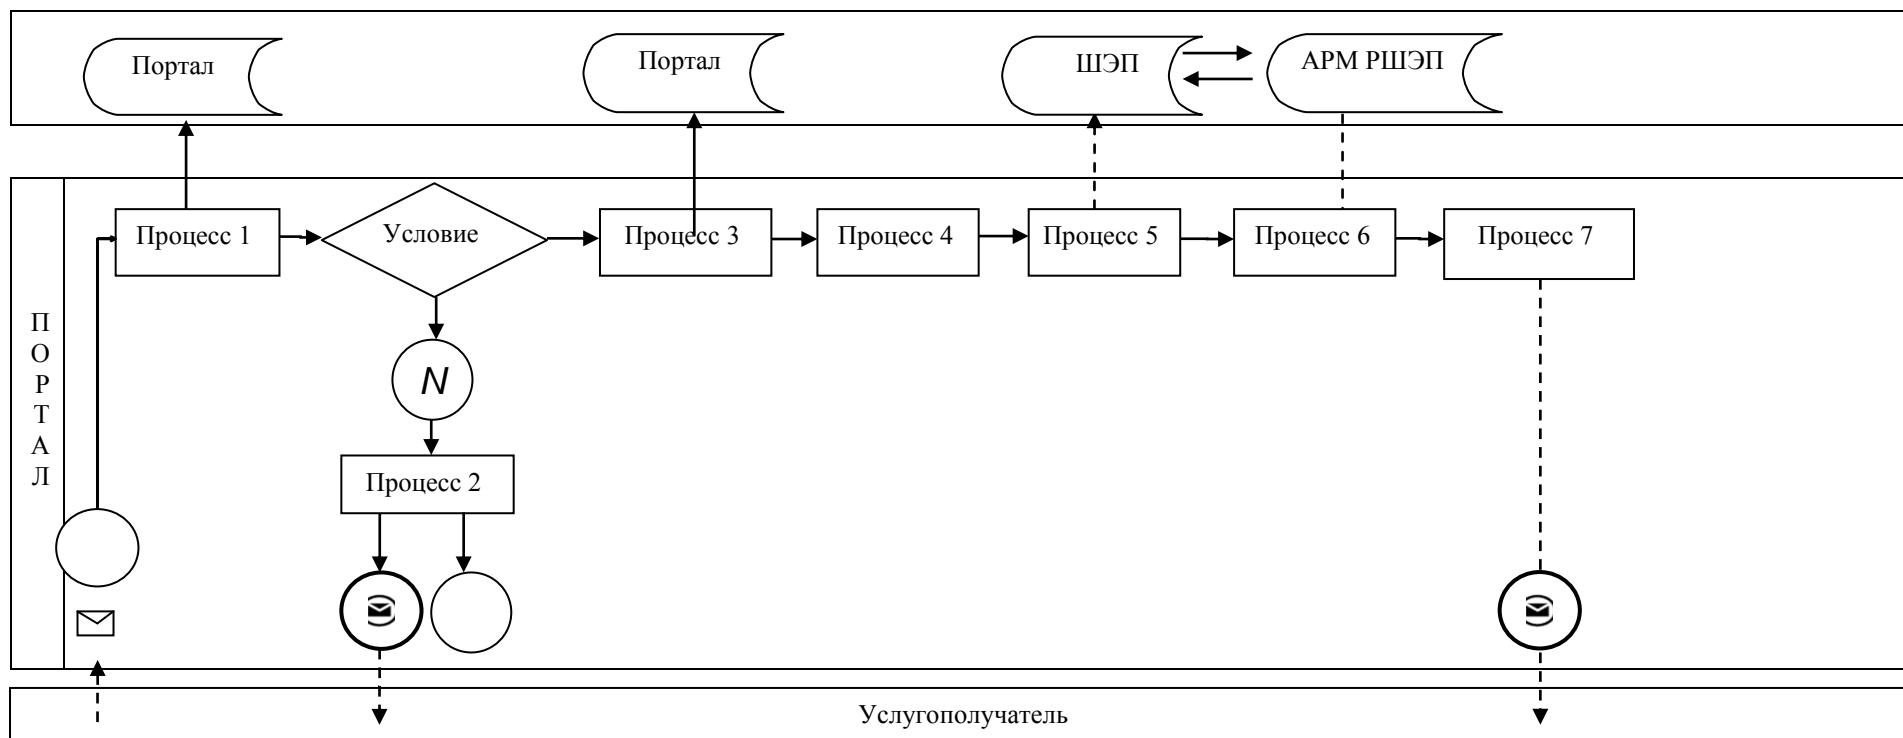 Портал
Портал
ШЭП
АРМ РШЭП
Процесс 1
Условие
Процесс 3
Процесс 4
Процесс 5
Процесс 6
Процесс 7
П
О
Р
Т
А
Л
N
Процесс 2
Услугополучатель